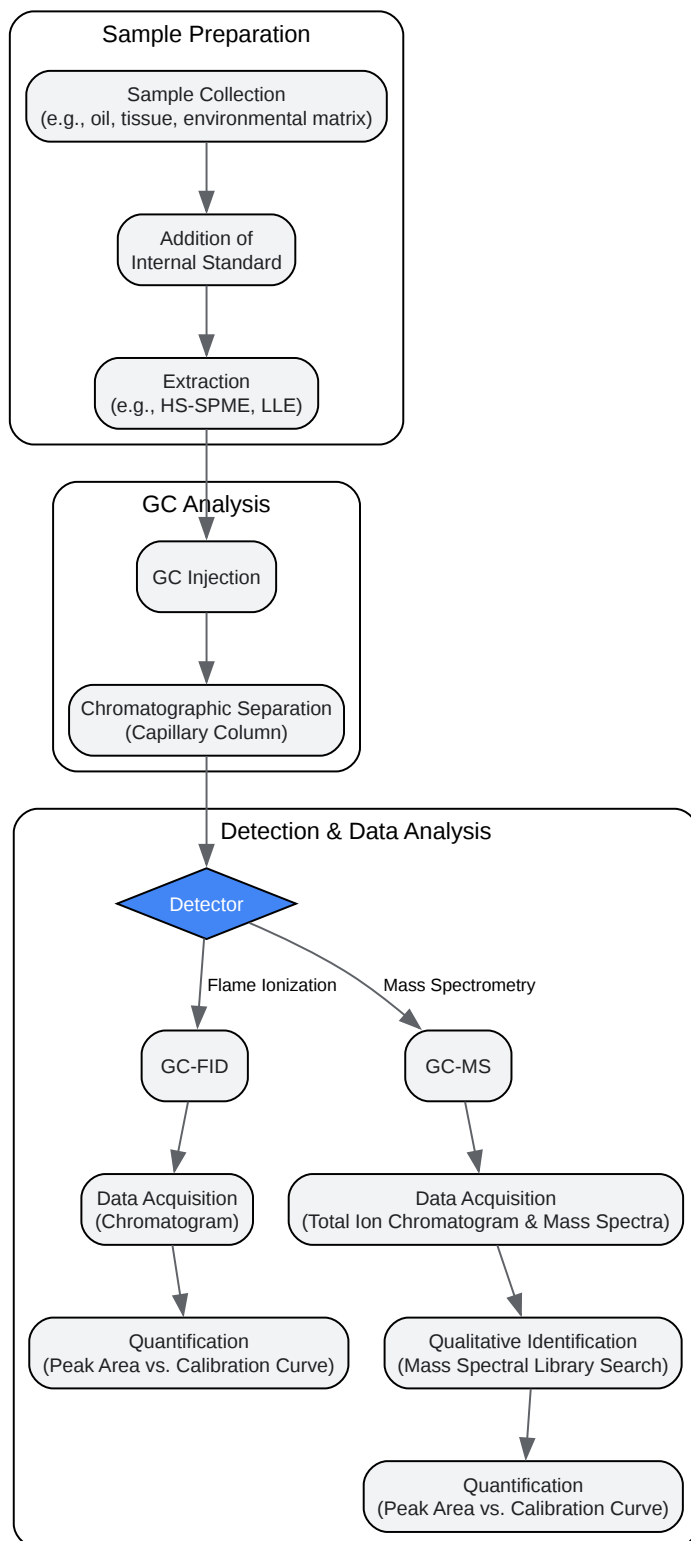 Sample Preparation
Sample Collection
(e.g., oil, tissue, environmental matrix)
Addition of
Internal Standard
Extraction
(e.g., HS-SPME, LLE)
GC Analysis
GC Injection
Chromatographic Separation
(Capillary Column)
Detection & Data Analysis
Detector
Flame Ionization
Mass Spectrometry
GC-FID
GC-MS
Data Acquisition
(Chromatogram)
Data Acquisition
(Total Ion Chromatogram & Mass Spectra)
Quantification
(Peak Area vs. Calibration Curve)
Qualitative Identification
(Mass Spectral Library Search)
Quantification
(Peak Area vs. Calibration Curve)